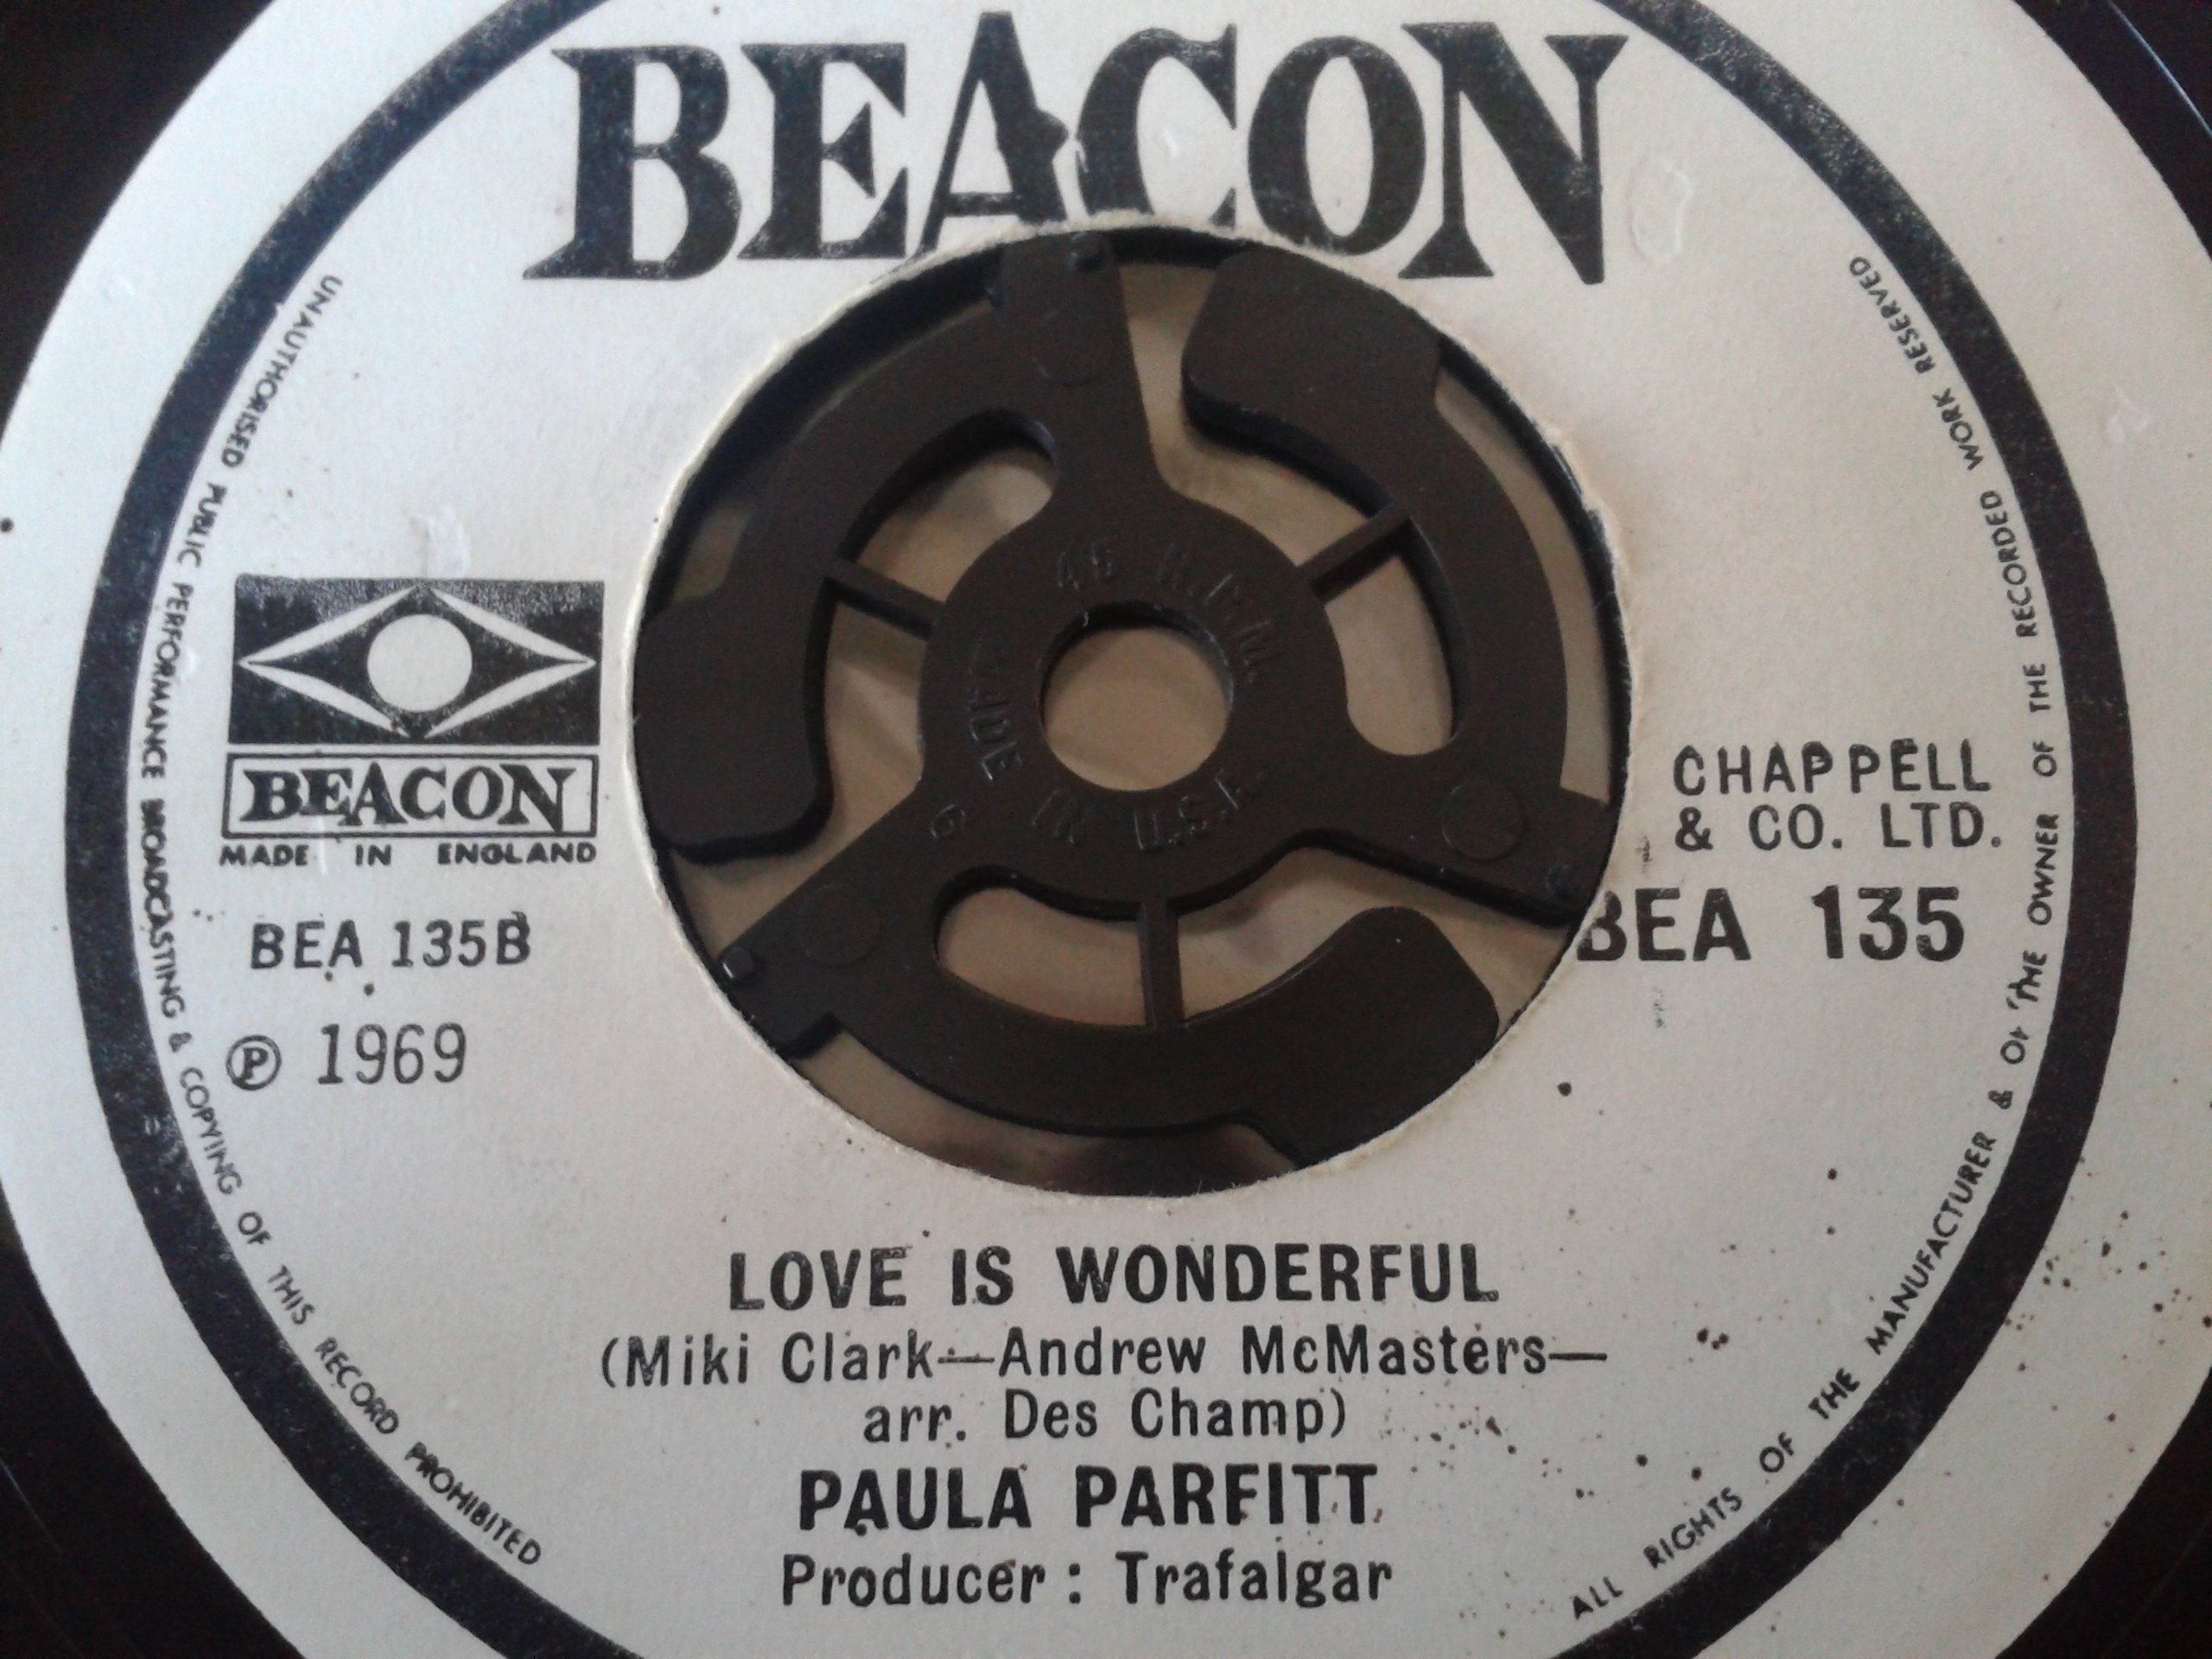 BEACON
UNAUTHORISED PUBLIC PERFORMANCE BROADCASTING & COPYING OF THIS RECORD PROHIBITED
ALL RIGHTS OF THE MANUFACTURER & OF THE OWNER OF THE RECORDED WORK RESERVED
45 R.P.M.
MADE IN U.S.A.
G
BEACON
MADE IN ENGLAND
BEA 135B
Ⓟ 1969
CHAPPELL
& CO. LTD.
BEA 135
LOVE IS WONDERFUL
(Miki Clark—Andrew McMasters—
arr. Des Champ)
PAULA PARFITT
Producer : Trafalgar